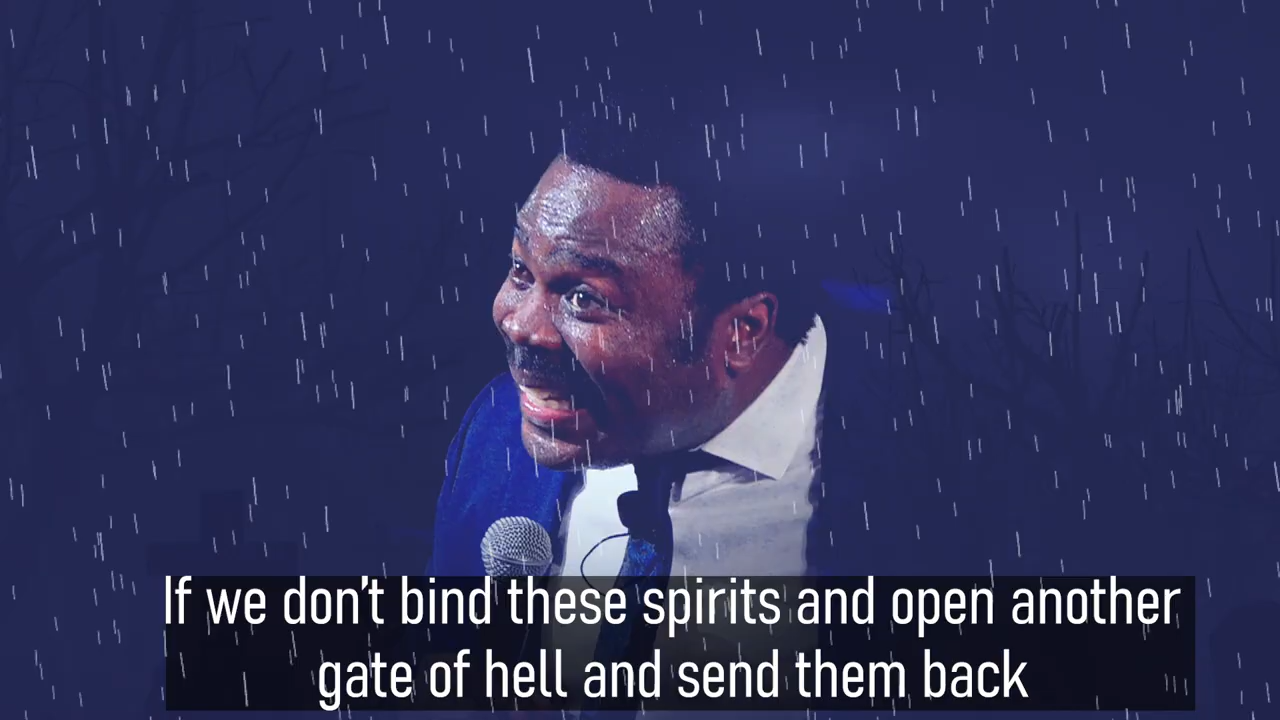 If we don’t bind these spirits and open another
gate of hell and send them back